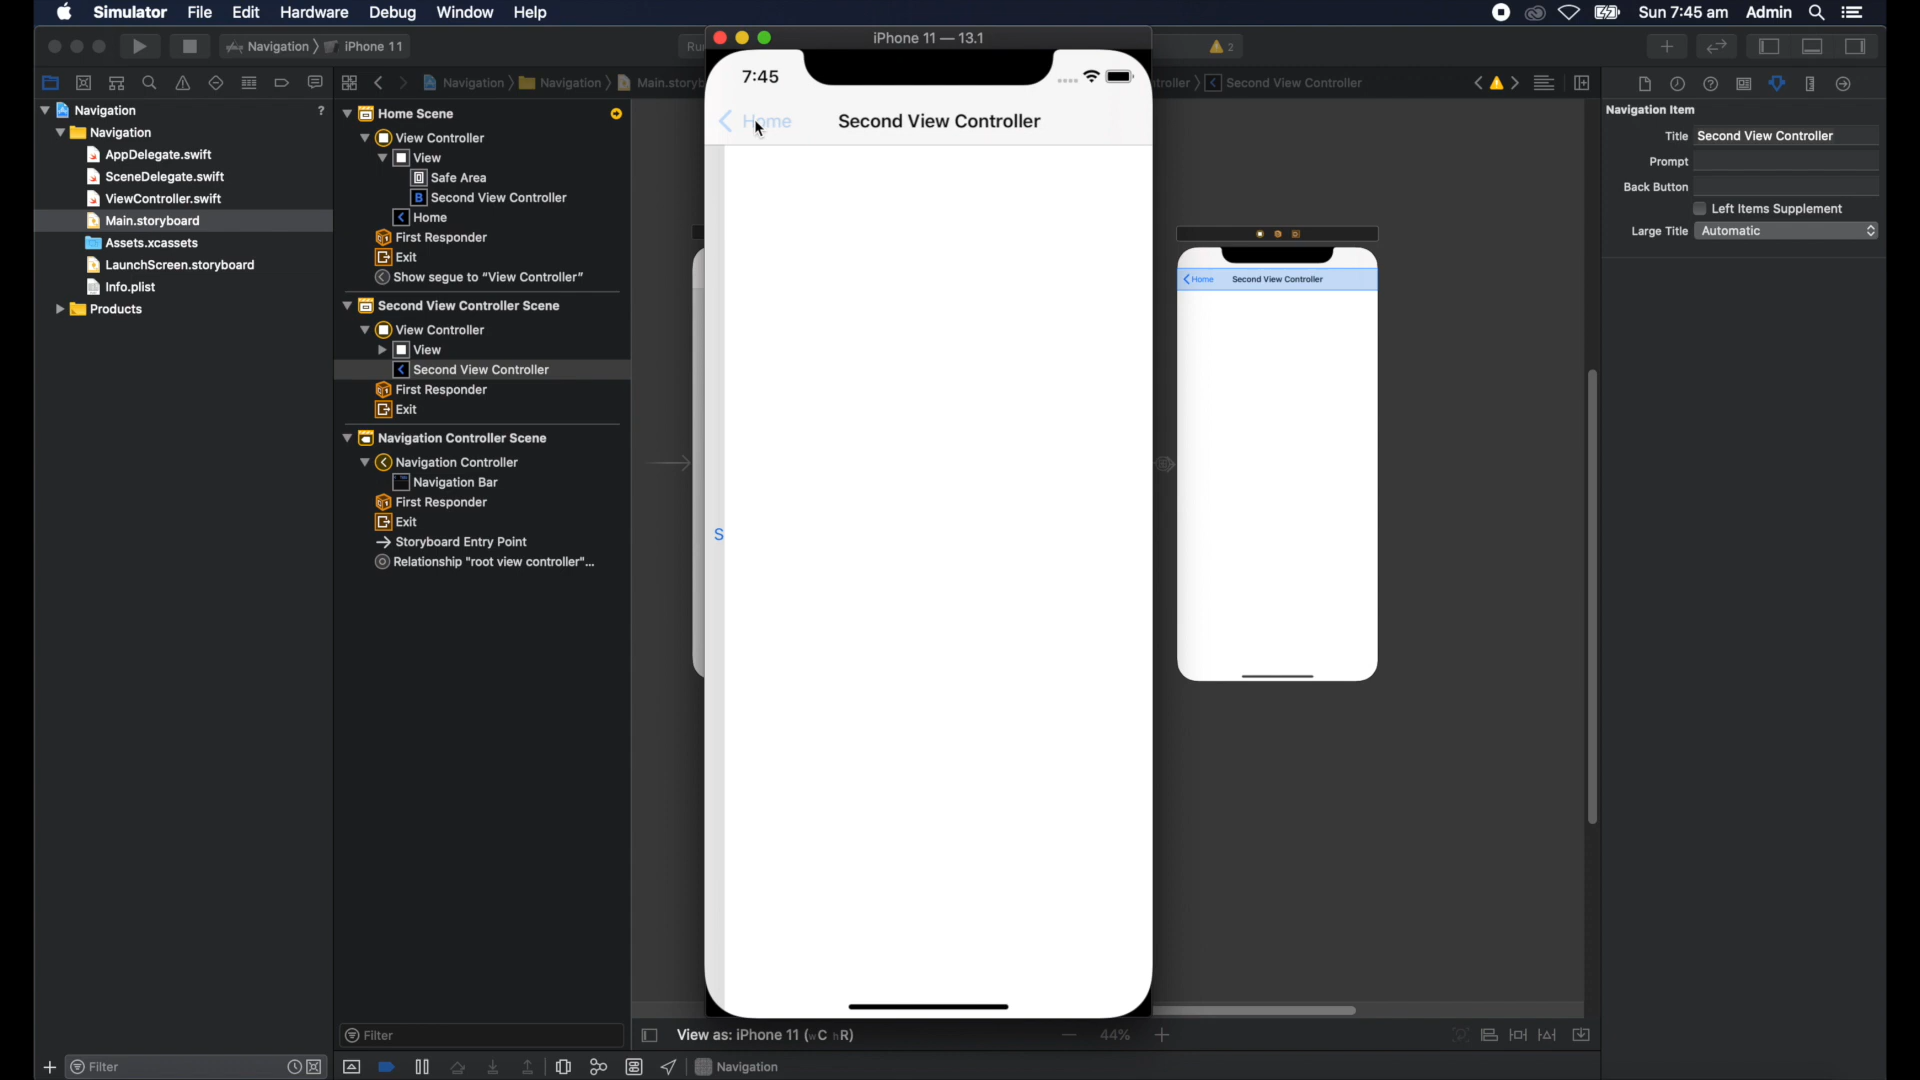 Simulator File Edit Hardware Debug Window Help
Sun 7:45 am Admin
Navigation iPhone 11
2
iPhone 11 — 13.1
Navigation Navigation Second View Controller
Navigation ?
Navigation
AppDelegate.swift
SceneDelegate.swift
ViewController.swift
Main.storyboard
Assets.xcassets
LaunchScreen.storyboard
Info.plist
Products
Filter
Home Scene
View Controller
View
Safe Area
B Second View Controller
Home
First Responder
Exit
Show segue to “View Controller”
Second View Controller Scene
View Controller
View
Second View Controller
First Responder
Exit
Navigation Controller Scene
Navigation Controller
Navigation Bar
First Responder
Exit
Storyboard Entry Point
Relationship "root view controller"...
Filter
7:45
Home Second View Controller
S
Home Second View Controller
View as: iPhone 11 (wC hR)
44%
Navigation
Navigation Item
Title Second View Controller
Prompt
Back Button
Left Items Supplement
Large Title Automatic